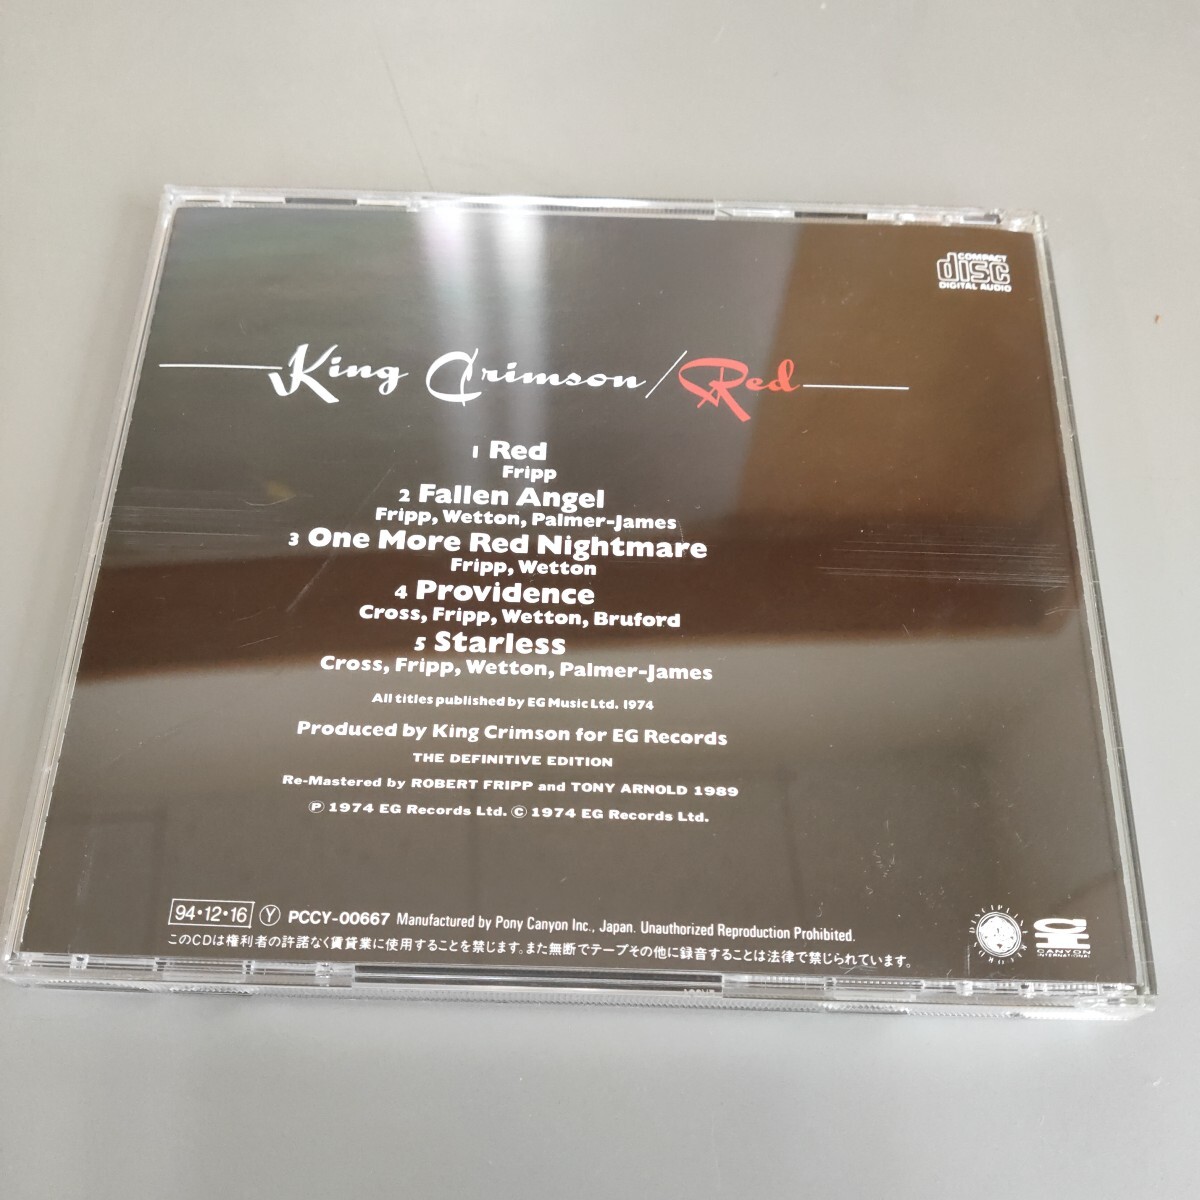 COMPACT
disc
DIGITAL AUDIO
King Crimson/Red
1 Red
Fripp
2 Fallen Angel
Fripp, Wetton, Palmer-James
3 One More Red Nightmare
Fripp, Wetton
4 Providence
Cross, Fripp, Wetton, Bruford
5 Starless
Cross, Fripp, Wetton, Palmer-James
All titles published by EG Music Ltd. 1974
Produced by King Crimson for EG Records
THE DEFINITIVE EDITION
Re-Mastered by ROBERT FRIPP and TONY ARNOLD 1989
Ⓟ 1974 EG Records Ltd. © 1974 EG Records Ltd.
94・12・16 Ⓨ PCCY-00667 Manufactured by Pony Canyon Inc., Japan. Unauthorized Reproduction Prohibited.
このCDは権利者の許諾なく賃貸業に使用することを禁じます。また無断でテープその他に録音することは法律で禁じられています。
CANYON
INTERNATIONAL